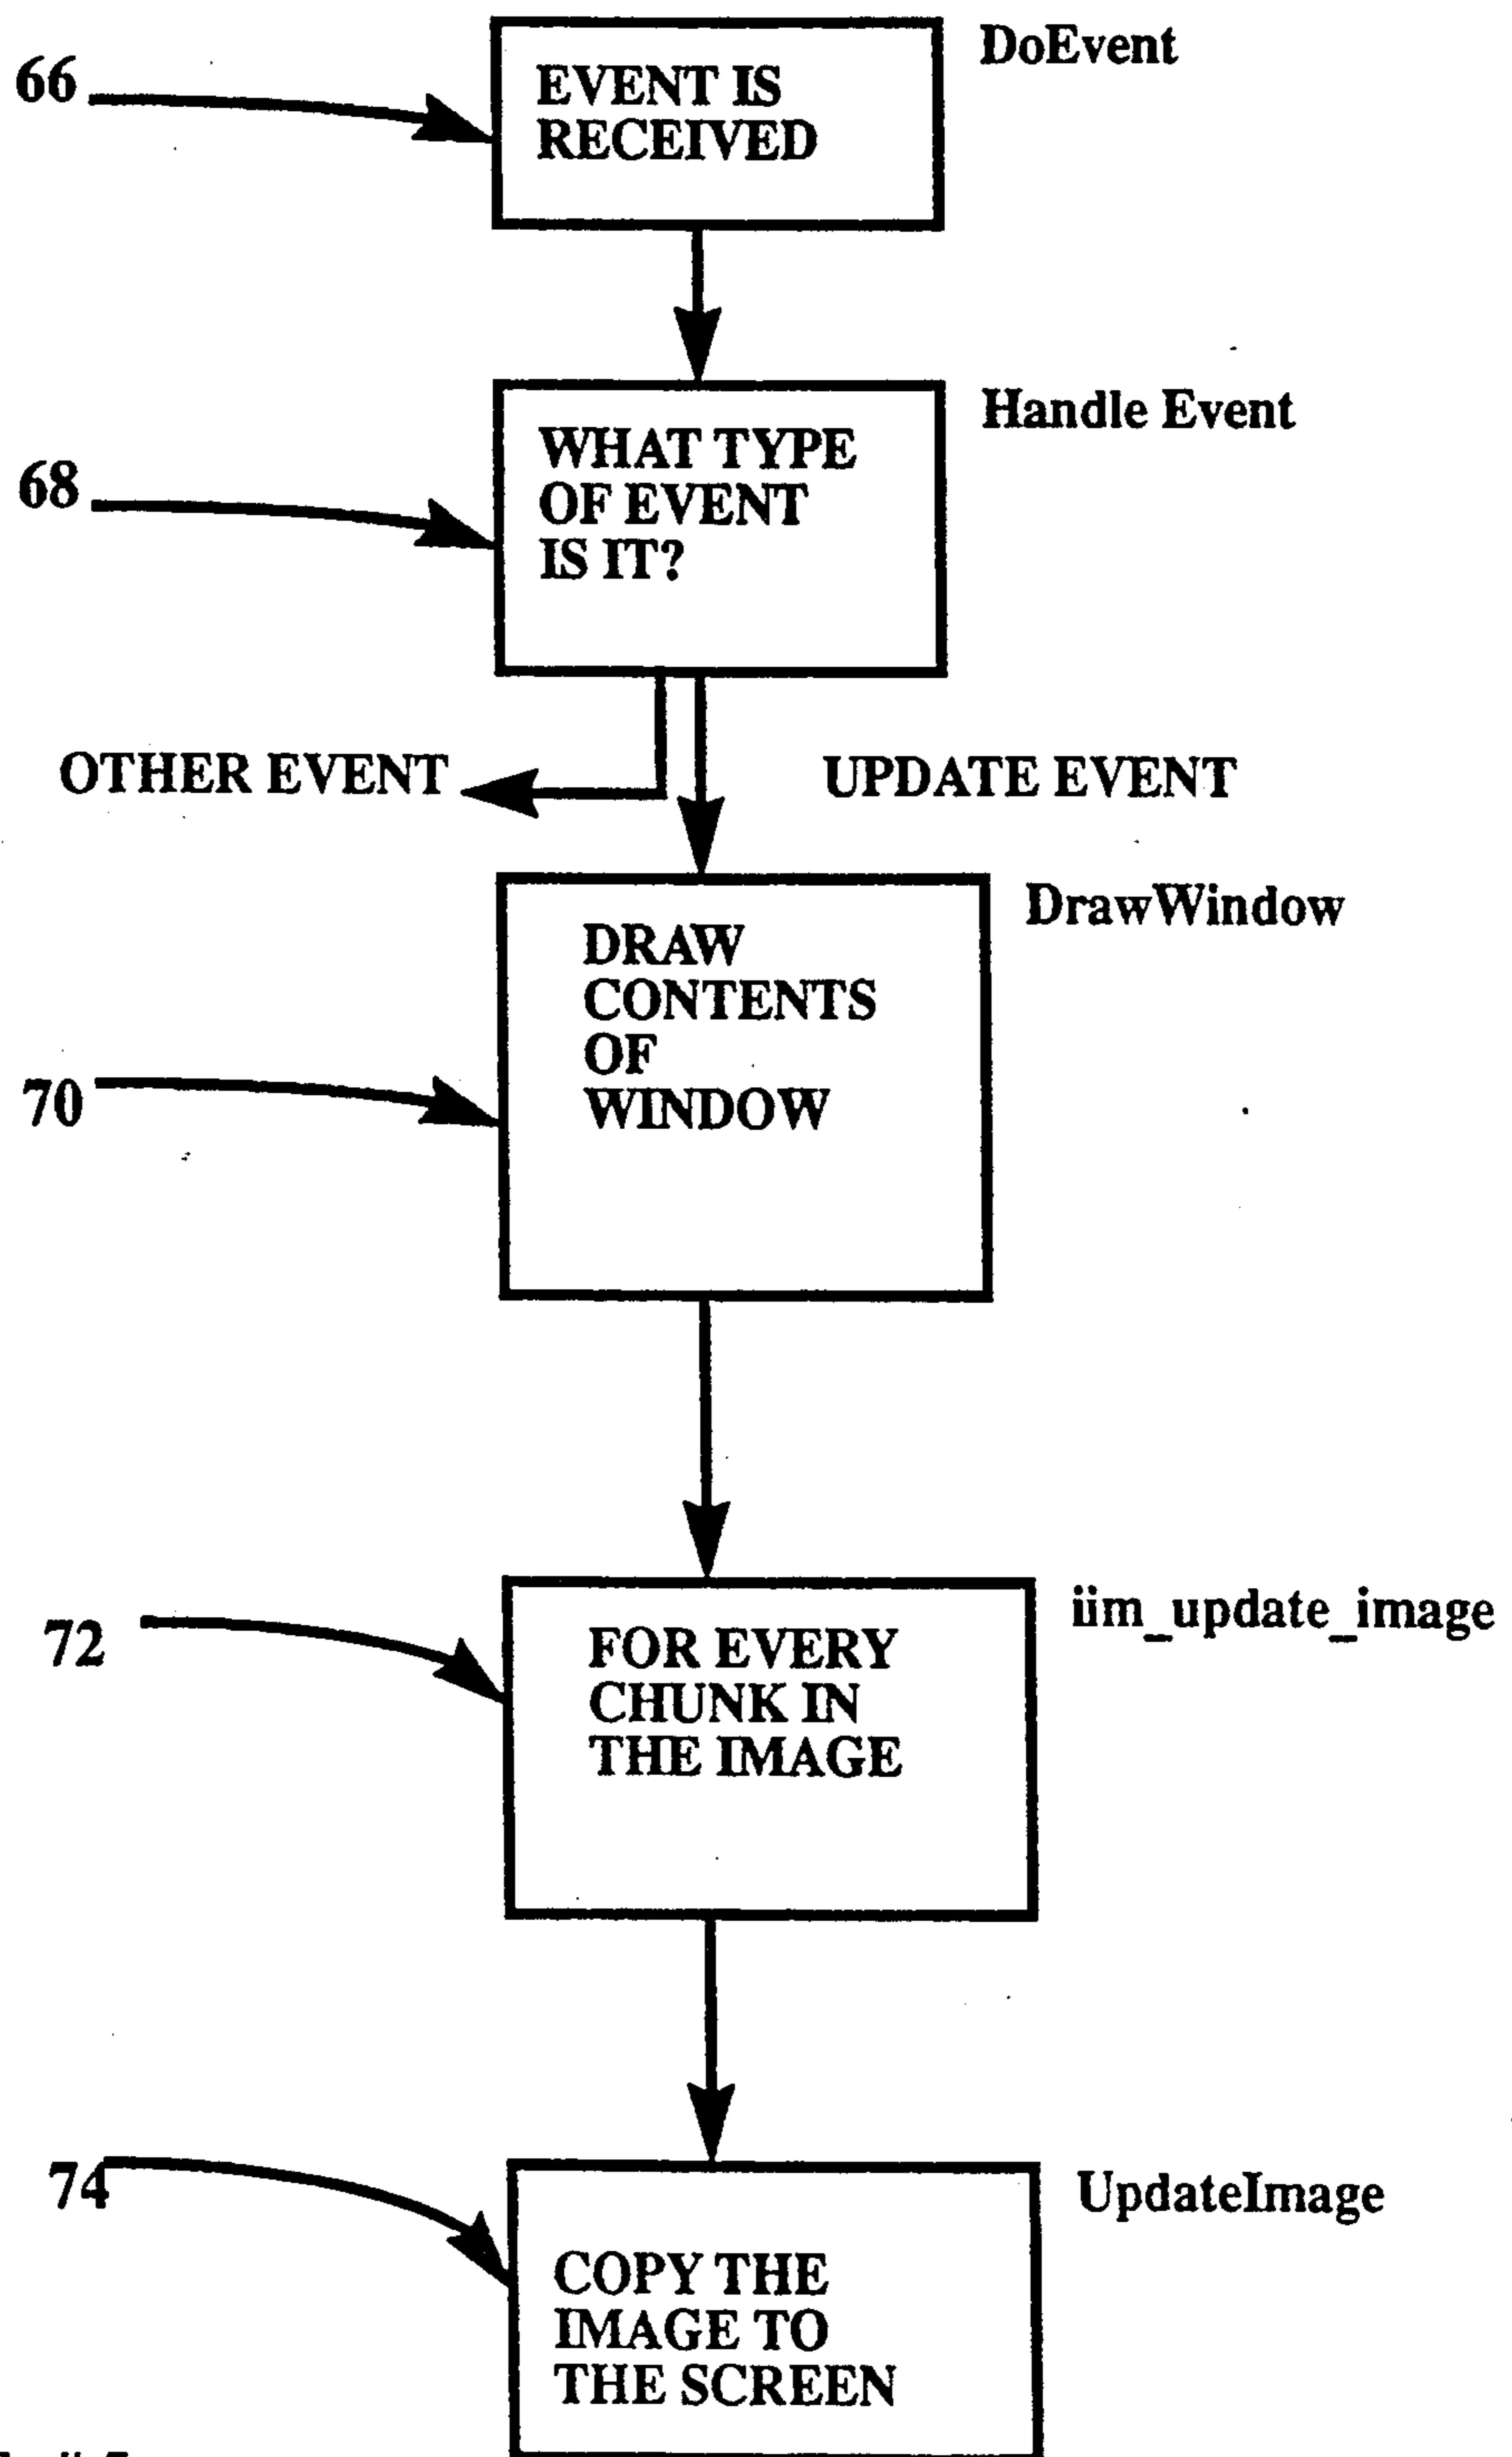 DoEvent
66
EVENT IS
RECEIVED
Handle Event
68
WHAT TYPE
OF EVENT
IS IT?
OTHER EVENT
UPDATE EVENT
DrawWindow
DRAW
CONTENTS
OF
WINDOW
70
iim_update_image
72
FOR EVERY
CHUNK IN
THE IMAGE
74
UpdateImage
COPY THE
IMAGE TO
THE SCREEN